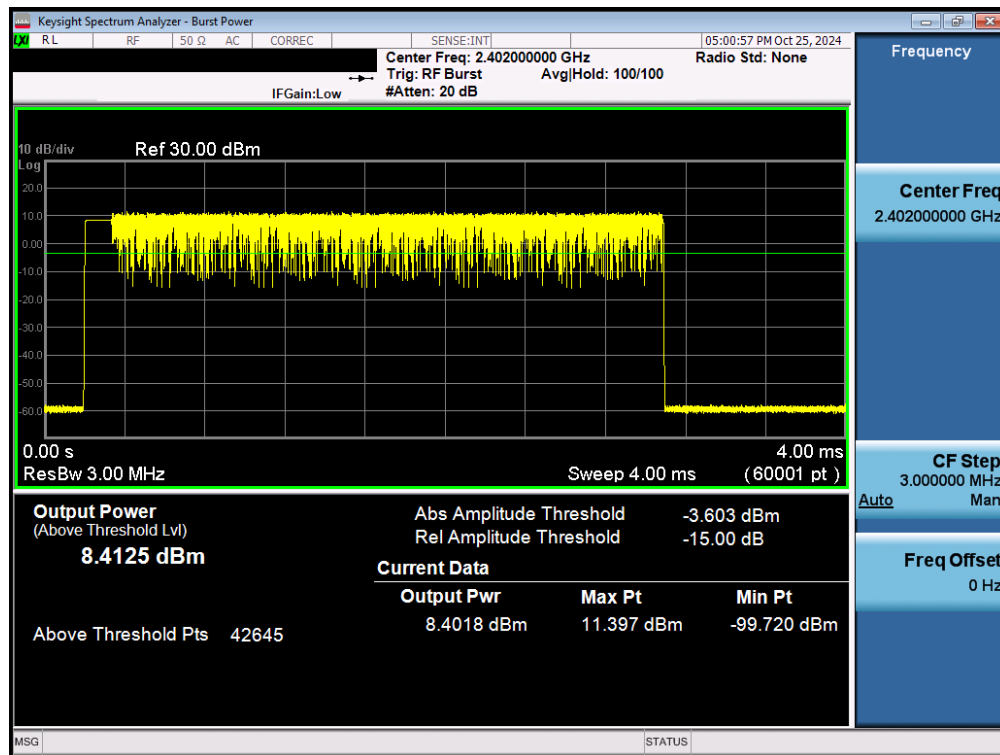 Keysight Spectrum Analyzer - Burst Power
LXI RL RF 50 Ω AC CORREC SENSE:INT 05:00:57 PM Oct 25, 2024
Center Freq: 2.402000000 GHz Radio Std: None
Trig: RF Burst Avg|Hold: 100/100
IFGain:Low #Atten: 20 dB
10 dB/div Ref 30.00 dBm
Log
20.0
10.0
0.00
-10.0
-20.0
-30.0
-40.0
-50.0
-60.0
0.00 s 4.00 ms
ResBw 3.00 MHz Sweep 4.00 ms (60001 pt )
Output Power
(Above Threshold Lvl)
8.4125 dBm
Above Threshold Pts 42645
Abs Amplitude Threshold -3.603 dBm
Rel Amplitude Threshold -15.00 dB
Current Data
Output Pwr Max Pt Min Pt
8.4018 dBm 11.397 dBm -99.720 dBm
Frequency
Center Freq
2.402000000 GHz
CF Step
3.000000 MHz
Auto Man
Freq Offset
0 Hz
MSG STATUS